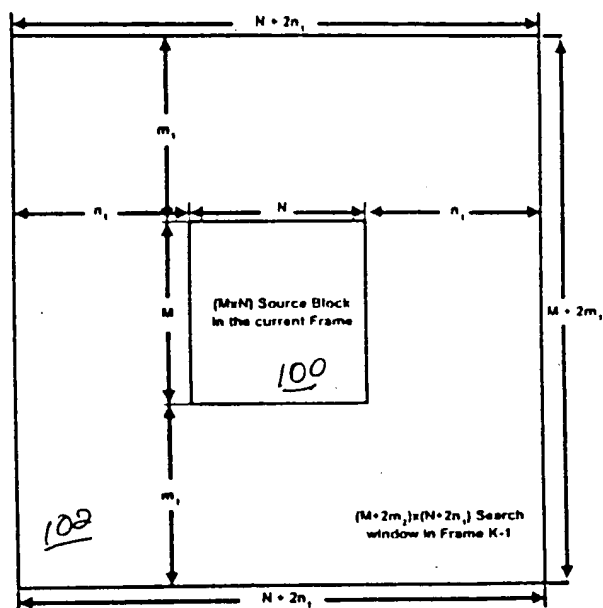 N + 2n₁
m₁
n₁
N
n₁
M
(MxN) Source Block
in the current Frame
100
M + 2m₁
m₁
102
(M+2m₂)x(N+2n₁) Search
window in Frame K-1
N + 2n₁